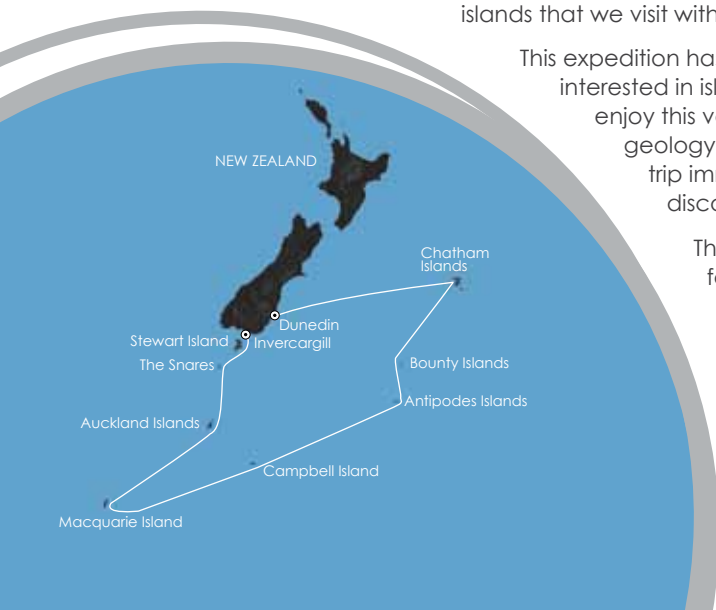 islands that we visit with
This expedition ha
interested in isl
enjoy this v
geology
trip im
disco
Th
f
NEW ZEALAND
Chatham
Islands
Dunedin
Stewart Island
Invercargill
The Snares
Bounty Islands
Antipodes Islands
Auckland Islands
Campbell Island
Macquarie Island